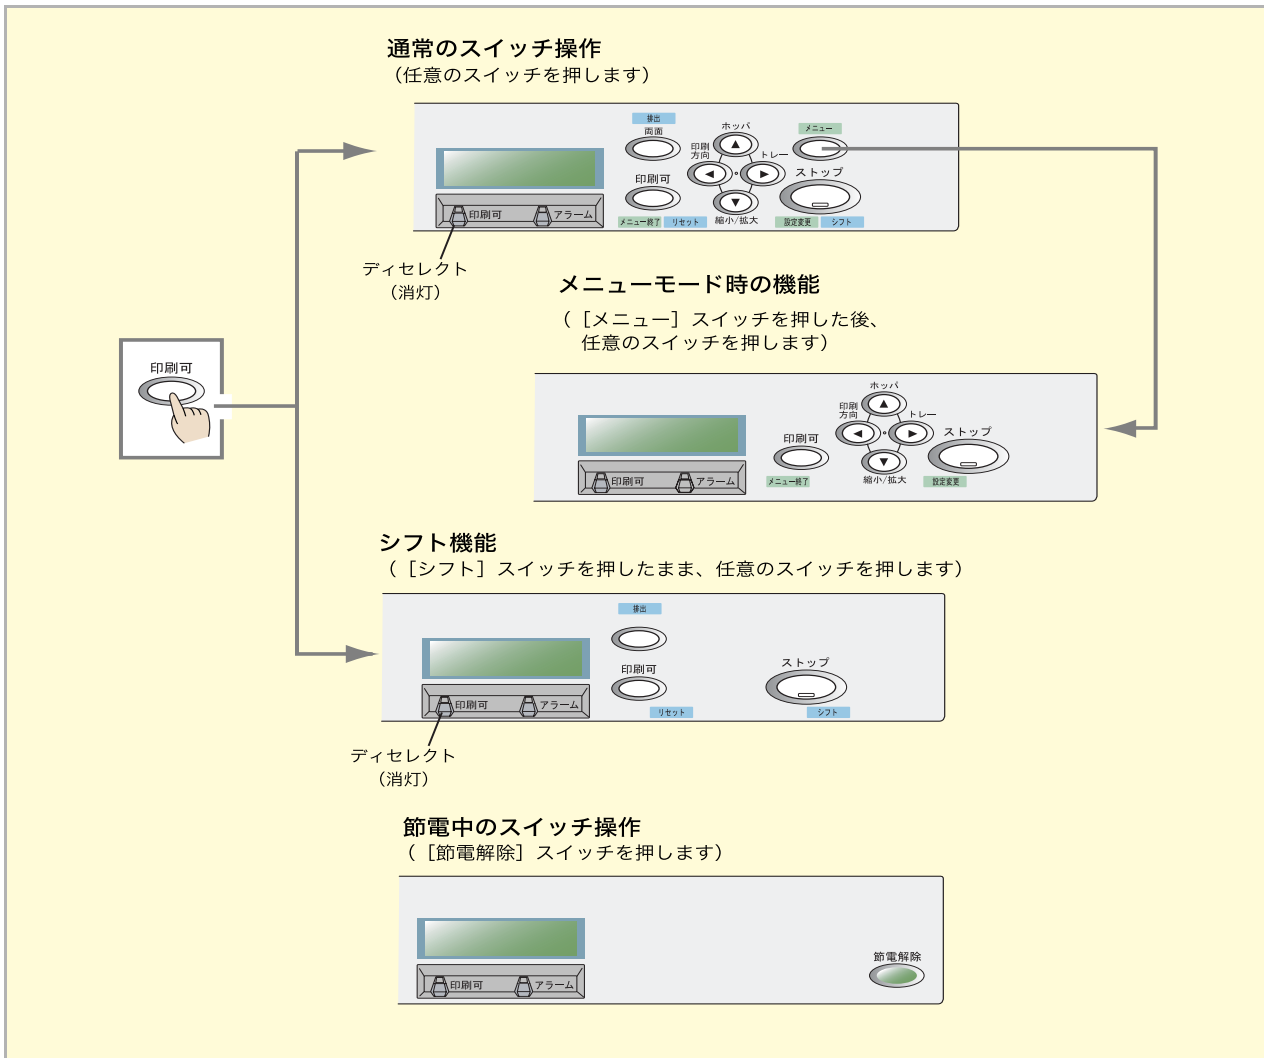 通常のスイッチ操作
（任意のスイッチを押します）
排出
両面
ホッパ
メニュー
印刷
方向
トレー
ストップ
印刷可
印刷可
アラーム
メニュー終了
リセット
縮小/拡大
設定変更
シフト
ディセレクト
（消灯）
メニューモード時の機能
（［メニュー］スイッチを押した後、
任意のスイッチを押します）
印刷可
ホッパ
印刷
方向
トレー
ストップ
印刷可
印刷可
アラーム
メニュー終了
縮小/拡大
設定変更
シフト機能
（［シフト］スイッチを押したまま、任意のスイッチを押します）
排出
印刷可
ストップ
印刷可
アラーム
リセット
シフト
ディセレクト
（消灯）
節電中のスイッチ操作
（［節電解除］スイッチを押します）
節電解除
印刷可
アラーム